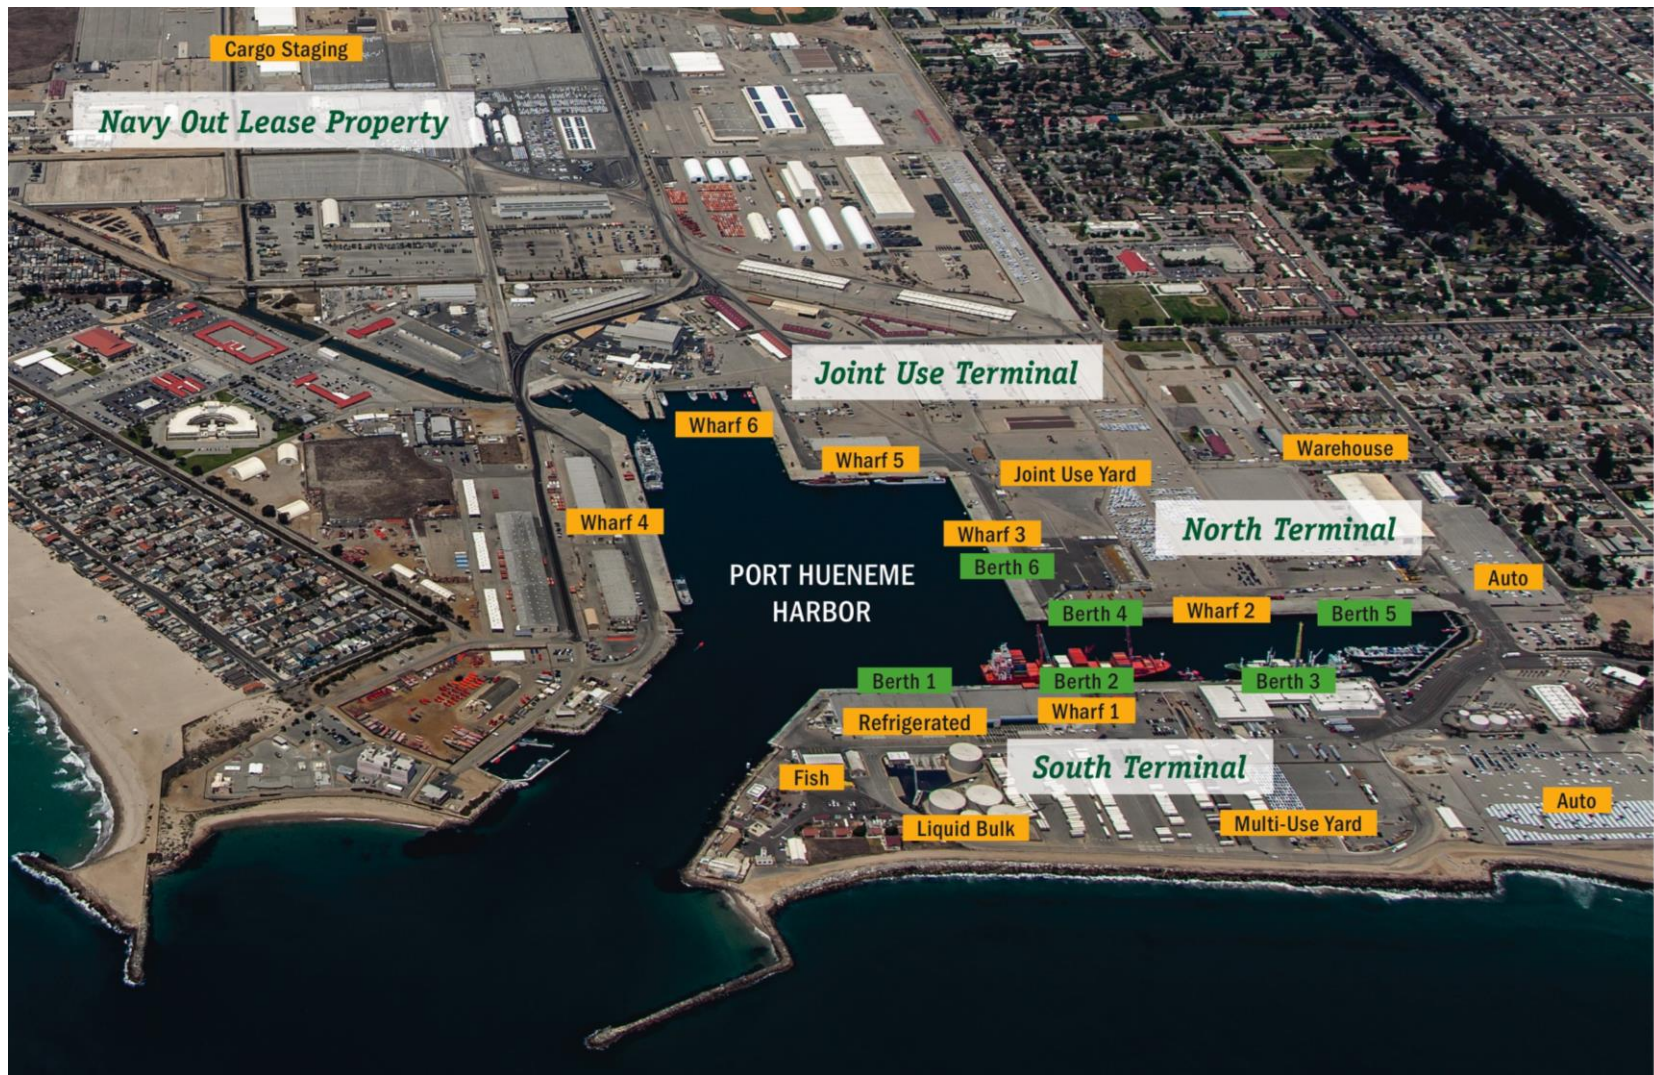 Cargo Staging
Navy Out Lease Property
Joint Use Terminal
Wharf 6
Warehouse
Wharf 5
Joint Use Yard
North Terminal
Wharf 4
Wharf 3
Berth 6
PORT HUENEME
HARBOR
Auto
Berth 4
Wharf 2
Berth 5
Berth 1
Berth 2
Berth 3
Wharf 1
Refrigerated
South Terminal
Fish
Auto
Liquid Bulk
Multi-Use Yard